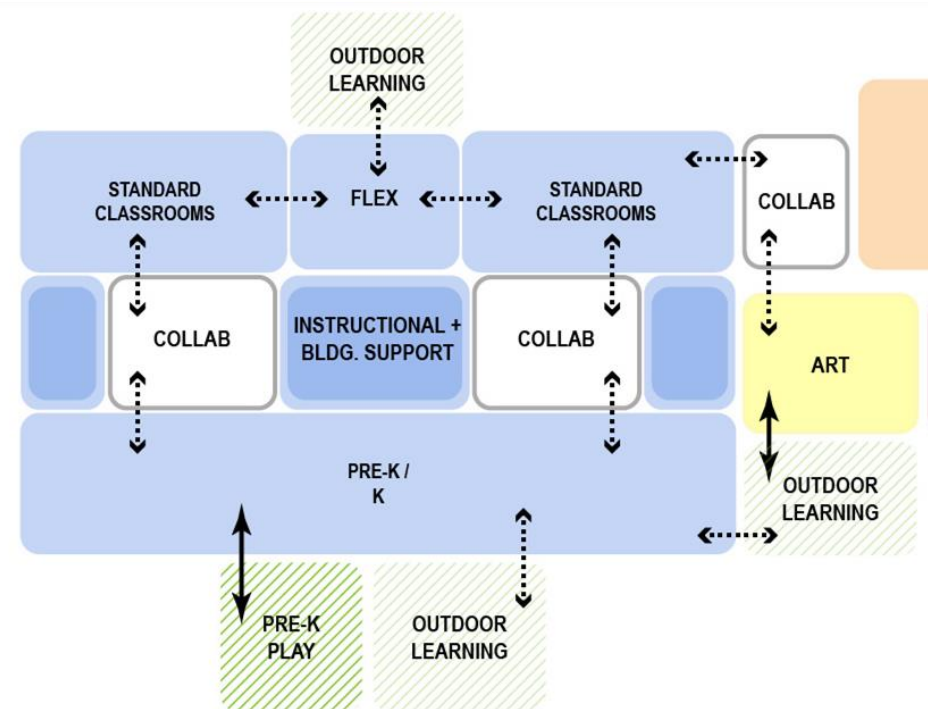 OUTDOOR
LEARNING
STANDARD
CLASSROOMS
FLEX
STANDARD
CLASSROOMS
COLLAB
COLLAB
INSTRUCTIONAL +
BLDG. SUPPORT
COLLAB
ART
PRE-K /
K
OUTDOOR
LEARNING
PRE-K
PLAY
OUTDOOR
LEARNING